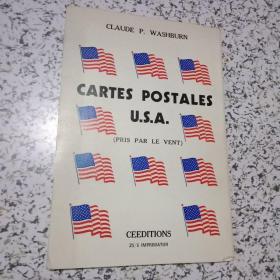 CLAUDE P. WASHBURN
CARTES POSTALES
U.S.A.
(PRIS PAR LE VENT)
CEEDITIONS